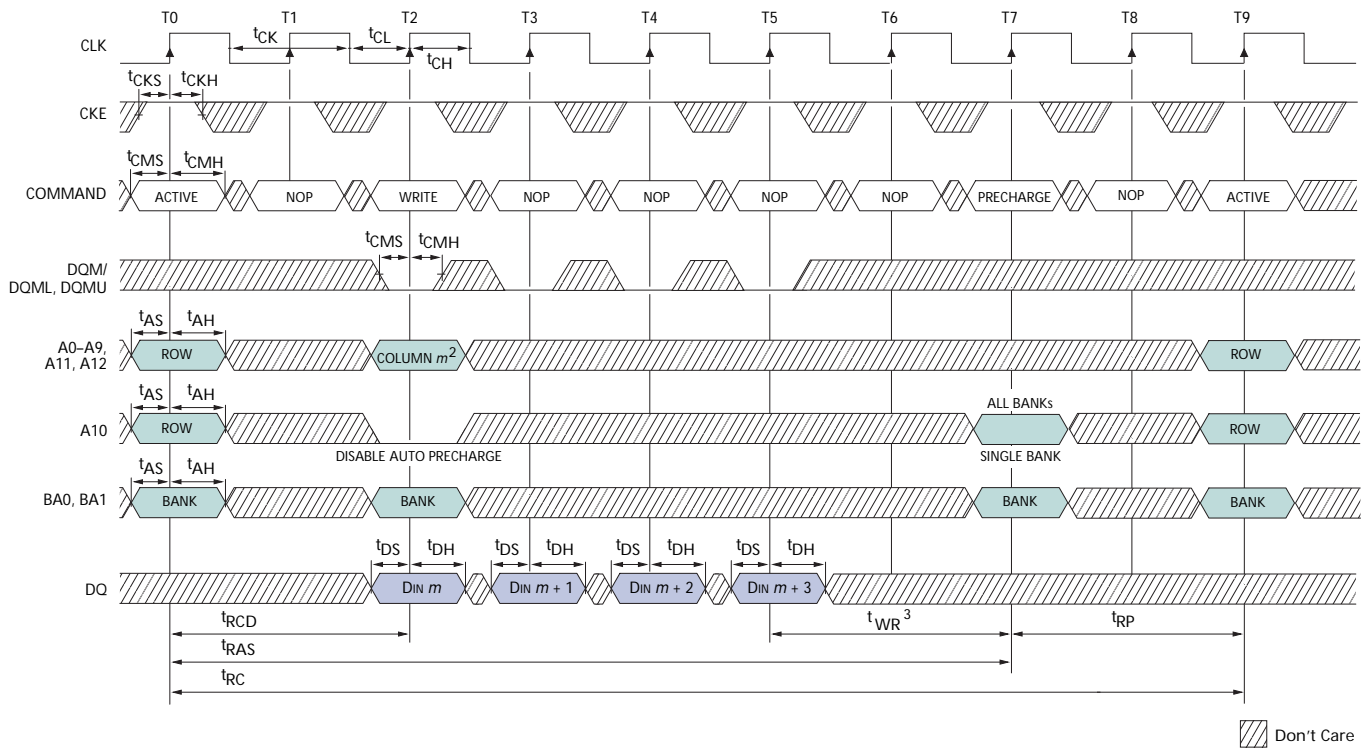 T0 T1 T2 T3 T4 T5 T6 T7 T8 T9
CLK tCK tCL tCH
tCKS tCKH
CKE
tCMS tCMH
COMMAND ACTIVE NOP WRITE NOP NOP NOP NOP PRECHARGE NOP ACTIVE
tCMS tCMH
DQM/
DQML, DQMU
tAS tAH
A0–A9,
A11, A12
ROW COLUMN m2 ROW
tAS tAH ALL BANKs
A10 ROW ROW
DISABLE AUTO PRECHARGE SINGLE BANK
tAS tAH
BA0, BA1 BANK BANK BANK BANK
tDS tDH tDS tDH tDS tDH tDS tDH
DQ DIN m DIN m + 1 DIN m + 2 DIN m + 3
tRCD tWR3 tRP
tRAS
tRC
Don't Care